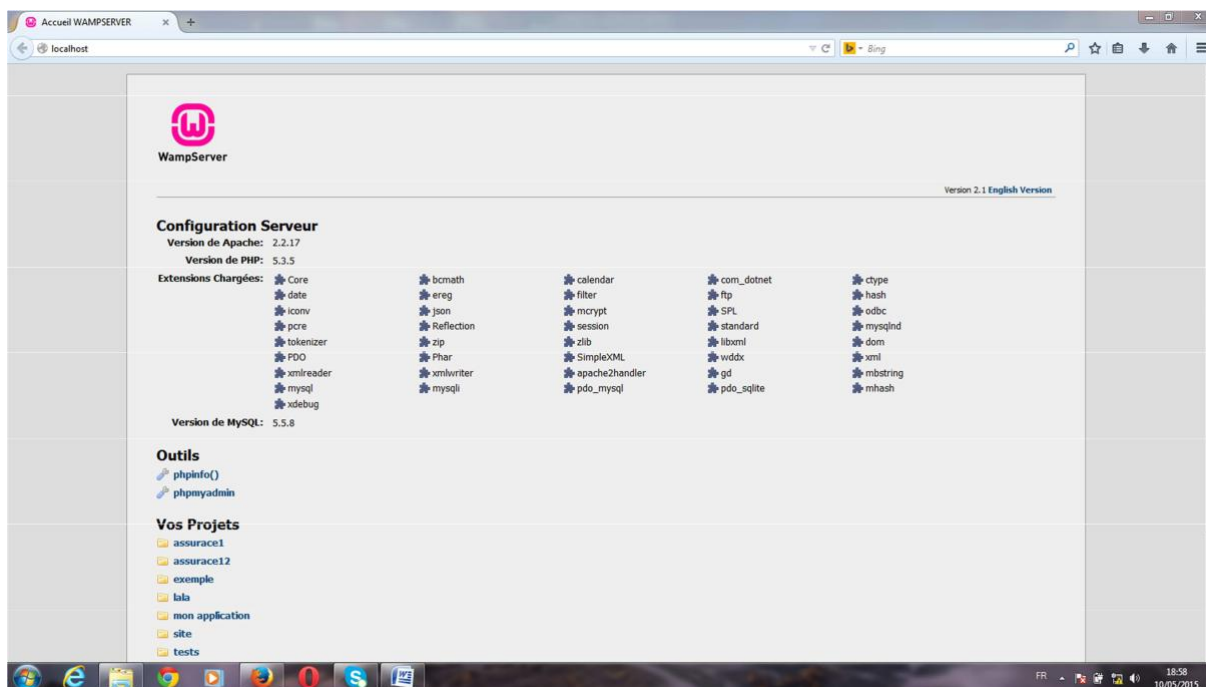 Accueil WAMPSERVER
localhost
Bing
WampServer
Version 2.1 English Version
Configuration Serveur
Version de Apache: 2.2.17
Version de PHP: 5.3.5
Extensions Chargées: Core bcmath calendar com_dotnet ctype
date ereg filter ftp hash
iconv json mcrypt SPL odbc
pcre Reflection session standard mysqlnd
tokenizer zip zlib libxml dom
PDO Phar SimpleXML wddx xml
xmlreader xmlwriter apache2handler gd mbstring
mysql mysqli pdo_mysql pdo_sqlite mhash
xdebug
Version de MySQL: 5.5.8
Outils
phpinfo()
phpmyadmin
Vos Projets
assurace1
assurace12
exemple
lala
mon application
site
tests
FR
18:58
10/05/2015